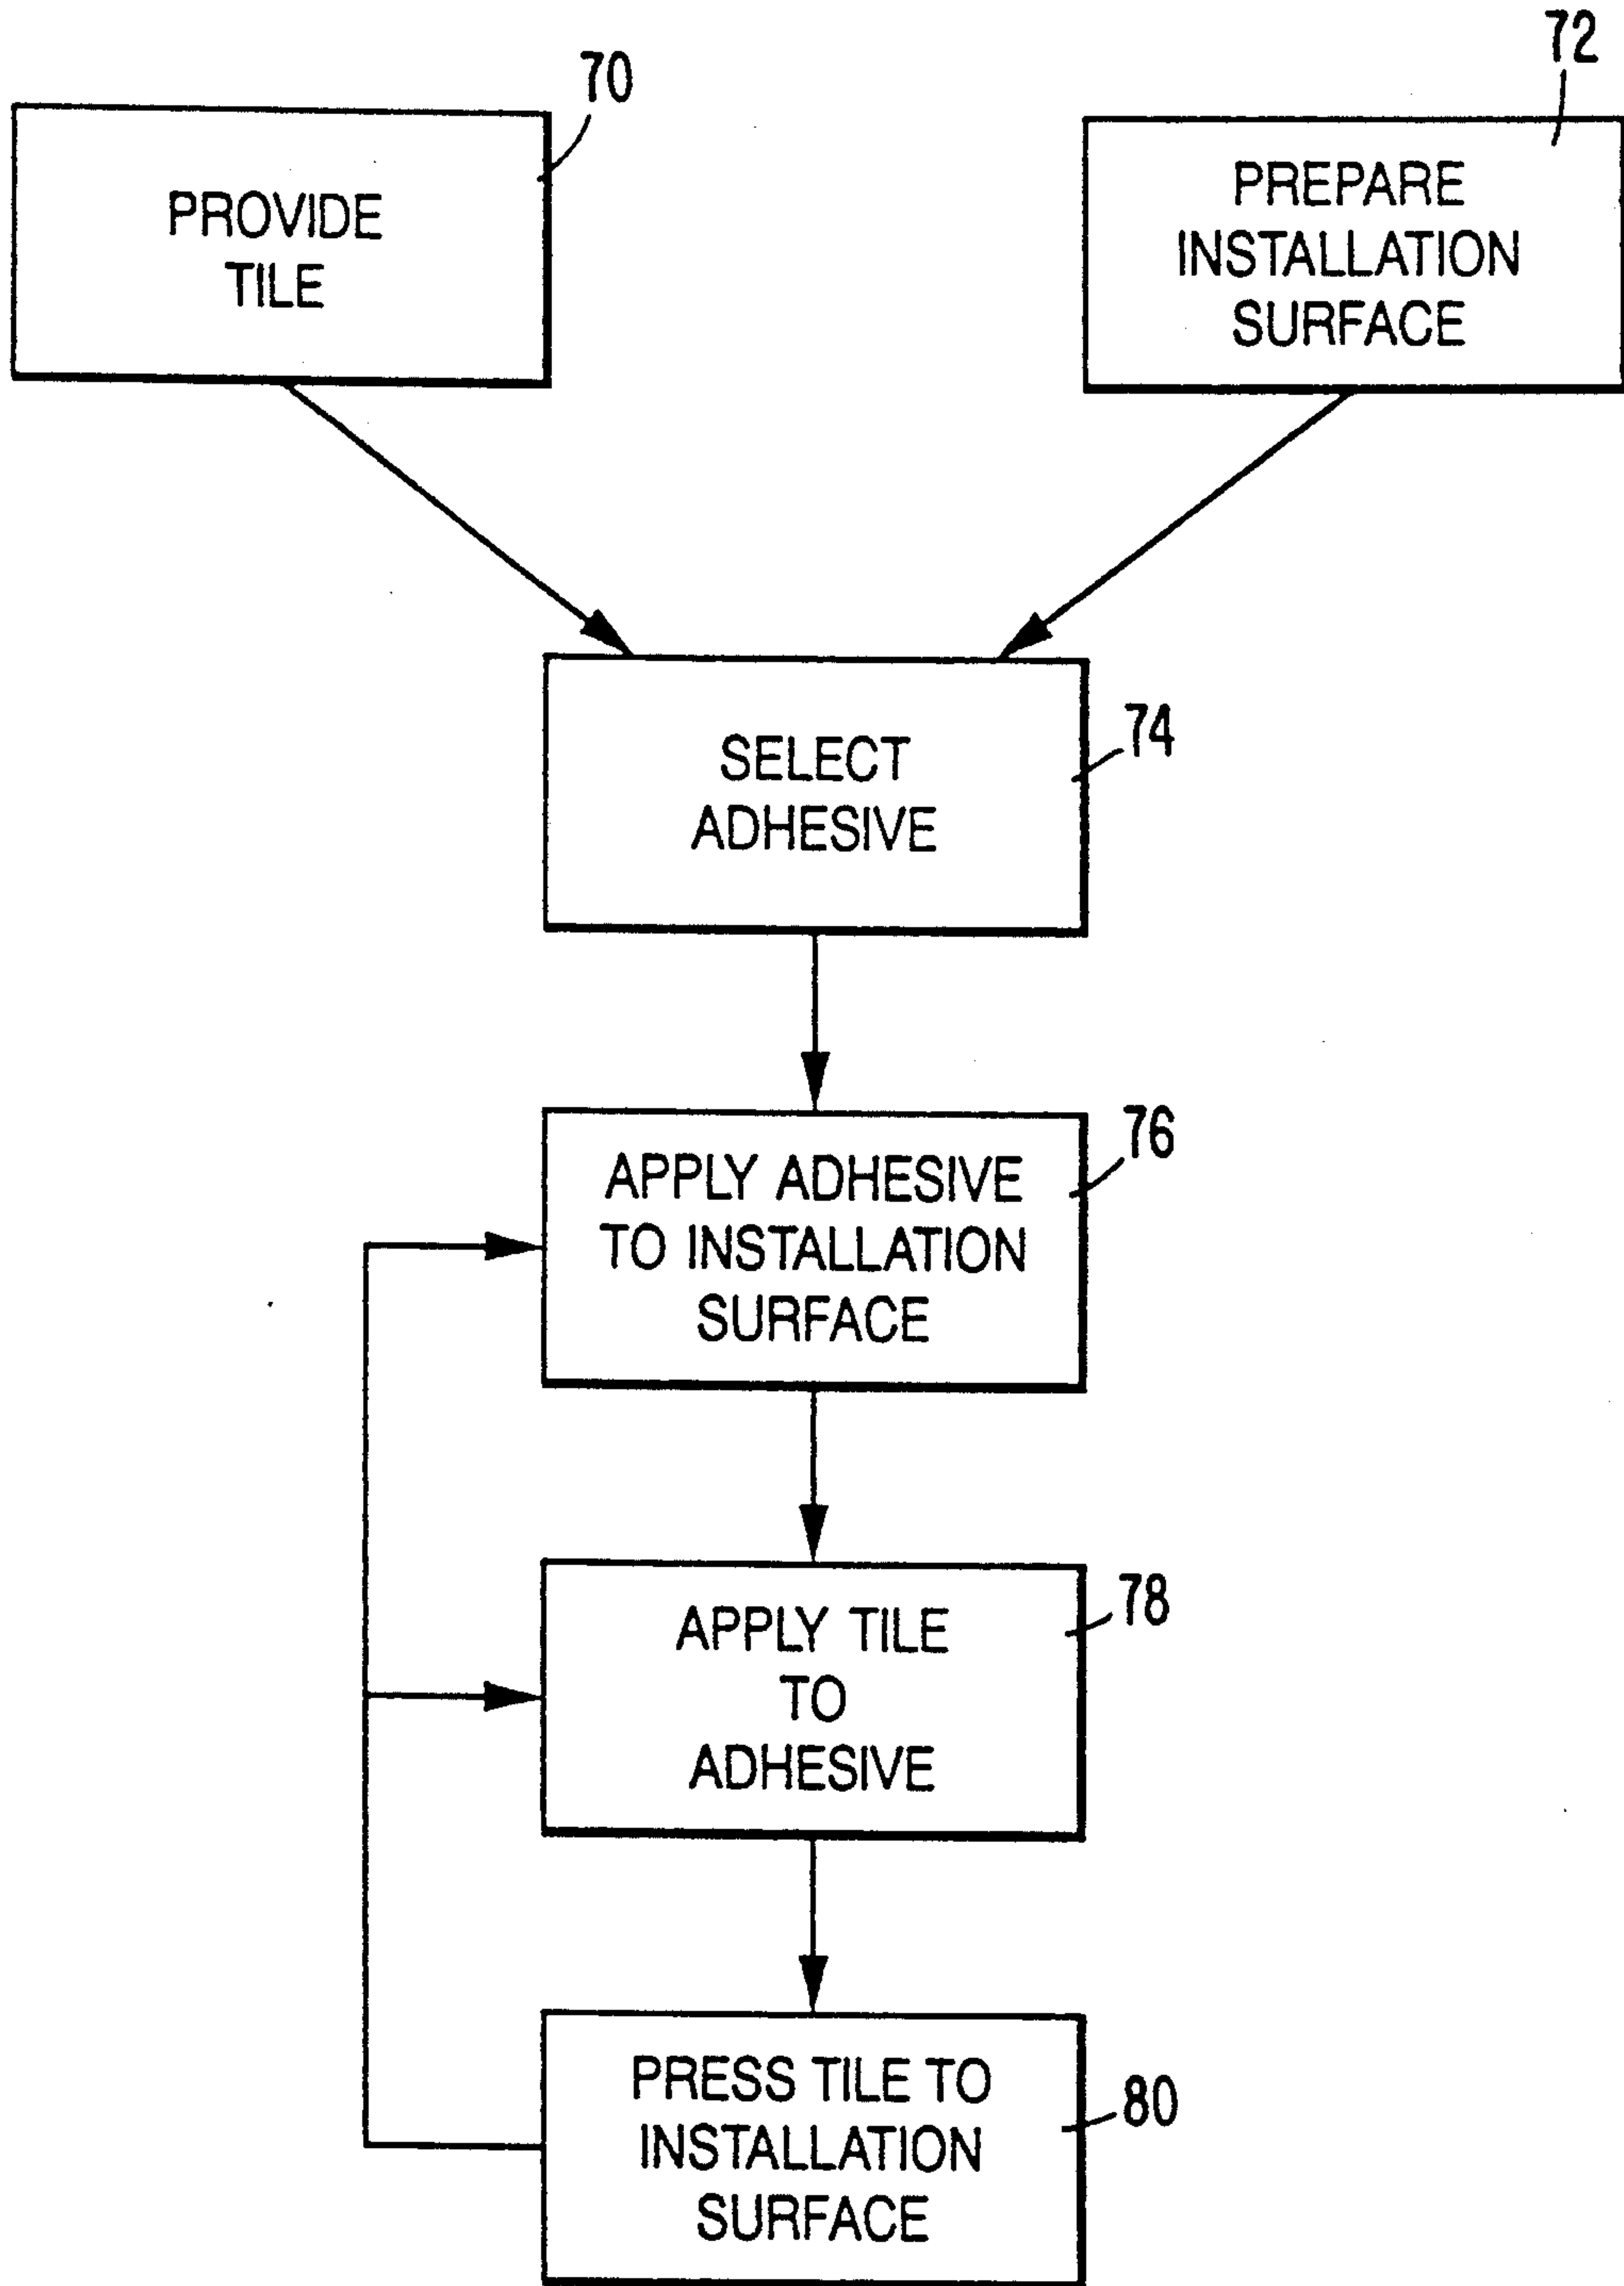 70
PROVIDE
TILE
72
PREPARE
INSTALLATION
SURFACE
74
SELECT
ADHESIVE
76
APPLY ADHESIVE
TO INSTALLATION
SURFACE
78
APPLY TILE
TO
ADHESIVE
80
PRESS TILE TO
INSTALLATION
SURFACE